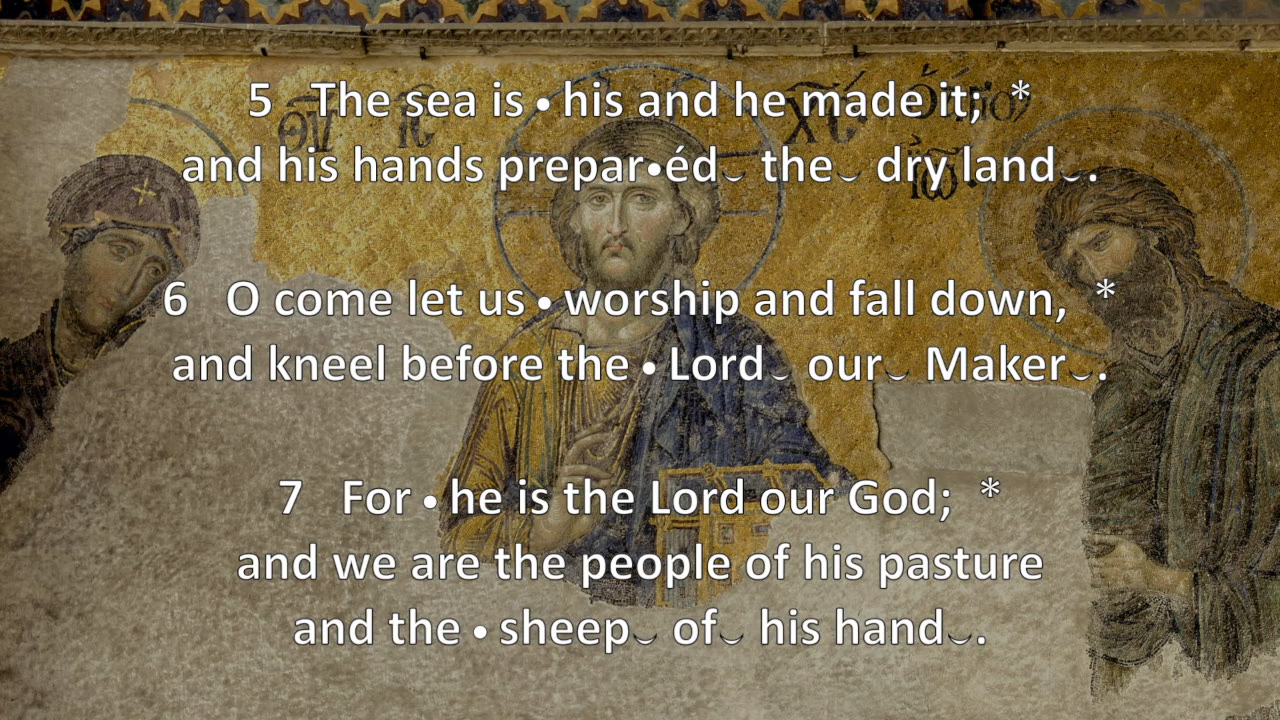 5 The sea is • his and he made it; *
and his hands prepar•éd‿ the‿ dry land‿.
6 O come let us • worship and fall down, *
and kneel before the • Lord‿ our‿ Maker‿.
7 For • he is the Lord our God; *
and we are the people of his pasture
and the • sheep‿ of‿ his hand‿.